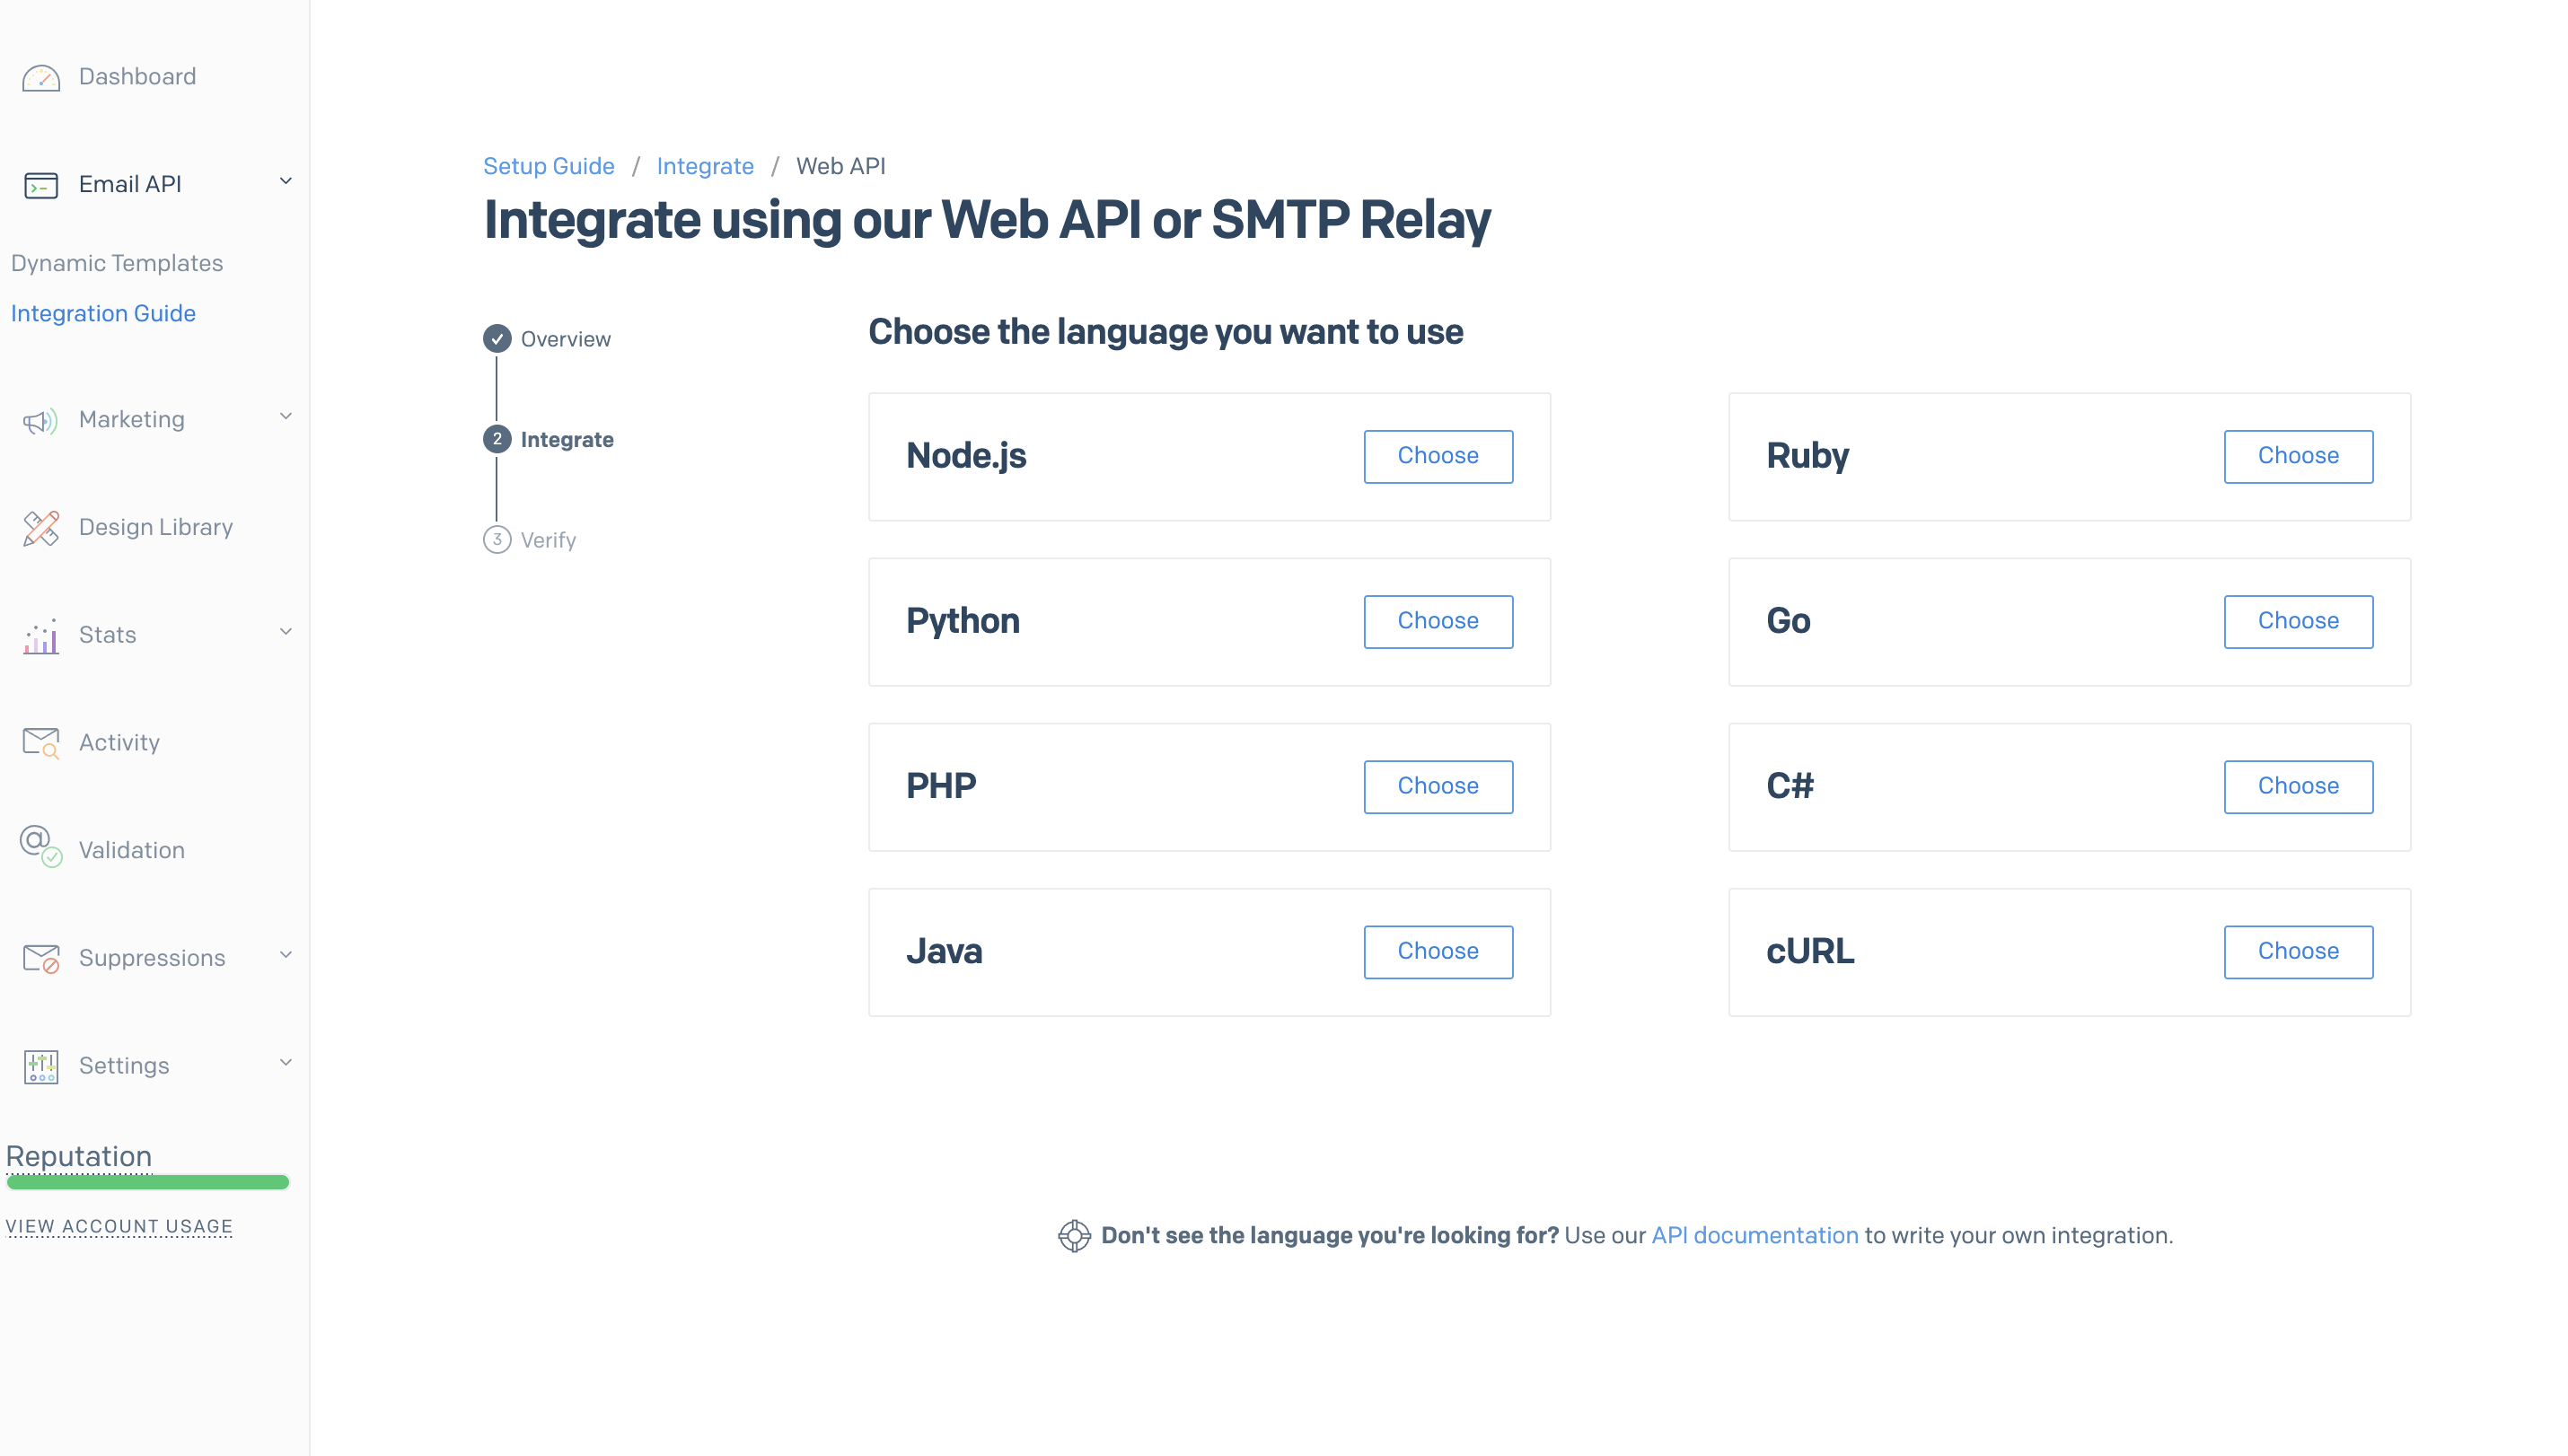 Dashboard
Email API
Dynamic Templates
Integration Guide
Marketing
Design Library
Stats
Activity
Validation
Suppressions
Settings
Reputation
VIEW ACCOUNT USAGE
Setup Guide / Integrate / Web API
Integrate using our Web API or SMTP Relay
Overview
2 Integrate
3 Verify
Choose the language you want to use
Node.js Choose
Ruby Choose
Python Choose
Go Choose
PHP Choose
C# Choose
Java Choose
cURL Choose
Don't see the language you're looking for? Use our API documentation to write your own integration.